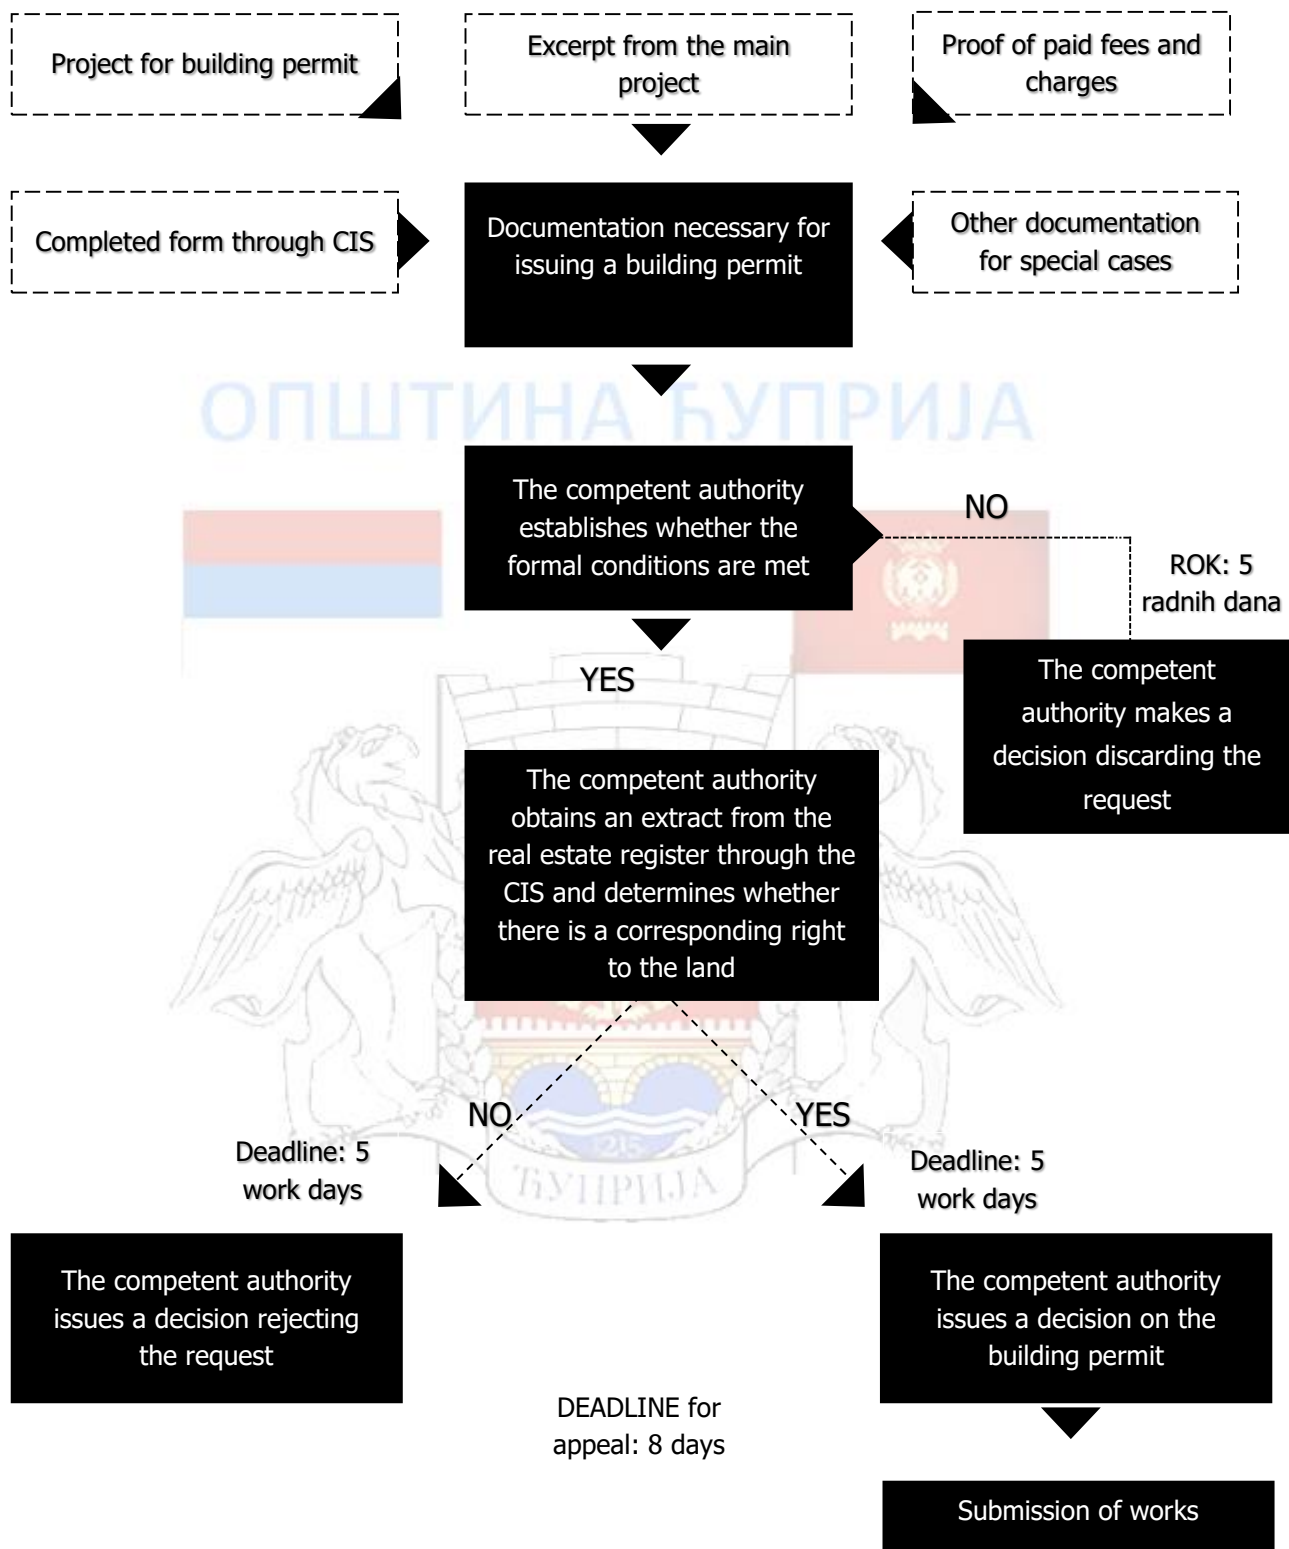 Project for building permit
Excerpt from the main
project
Proof of paid fees and
charges
Completed form through CIS
Documentation necessary for
issuing a building permit
Other documentation
for special cases
ОПШТИНА ЋУПРИЈА
The competent authority
establishes whether the
formal conditions are met
NO
ROK: 5
radnih dana
The competent
authority makes a
decision discarding the
request
YES
The competent authority
obtains an extract from the
real estate register through the
CIS and determines whether
there is a corresponding right
to the land
NO
YES
1215
ЋУПРИЈА
Deadline: 5
work days
Deadline: 5
work days
The competent authority
issues a decision rejecting
the request
The competent authority
issues a decision on the
building permit
DEADLINE for
appeal: 8 days
Submission of works